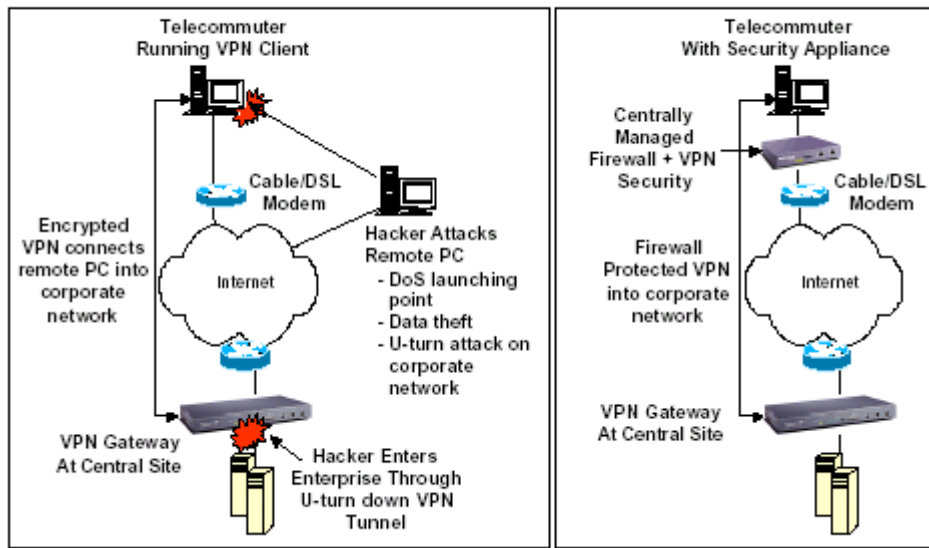 Telecommuter
Running VPN Client
Cable/DSL
Modem
Encrypted
VPN connects
remote PC into
corporate
network
Internet
Hacker Attacks
Remote PC
- DoS launching
point
- Data theft
- U-turn attack on
corporate
network
VPN Gateway
At Central Site
Hacker Enters
Enterprise Through
U-turn down VPN
Tunnel
Telecommuter
With Security Appliance
Centrally
Managed
Firewall + VPN
Security
Cable/DSL
Modem
Firewall
Protected VPN
into corporate
network
Internet
VPN Gateway
At Central Site